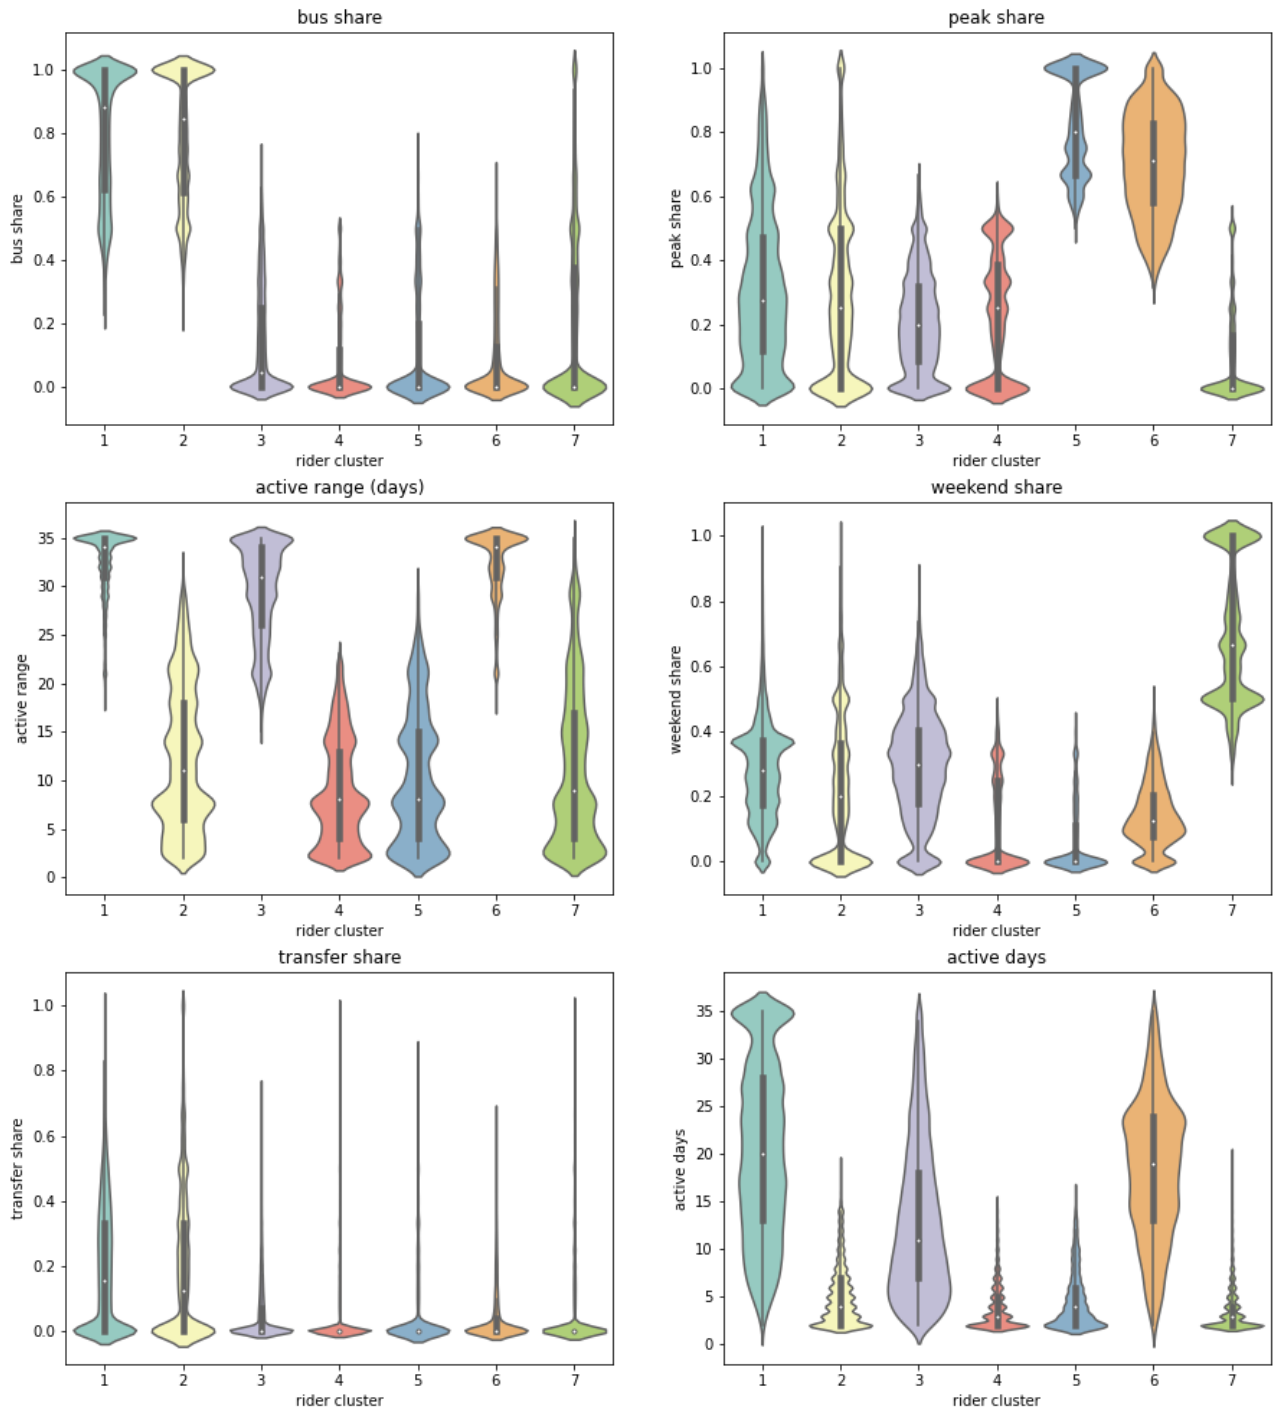 bus share
bus share
1.0
0.8
0.6
0.4
0.2
0.0
1 2 3 4 5 6 7
rider cluster
peak share
peak share
1.0
0.8
0.6
0.4
0.2
0.0
1 2 3 4 5 6 7
rider cluster
active range (days)
active range
35
30
25
20
15
10
5
0
1 2 3 4 5 6 7
rider cluster
weekend share
weekend share
1.0
0.8
0.6
0.4
0.2
0.0
1 2 3 4 5 6 7
rider cluster
transfer share
transfer share
1.0
0.8
0.6
0.4
0.2
0.0
1 2 3 4 5 6 7
rider cluster
active days
active days
35
30
25
20
15
10
5
0
1 2 3 4 5 6 7
rider cluster